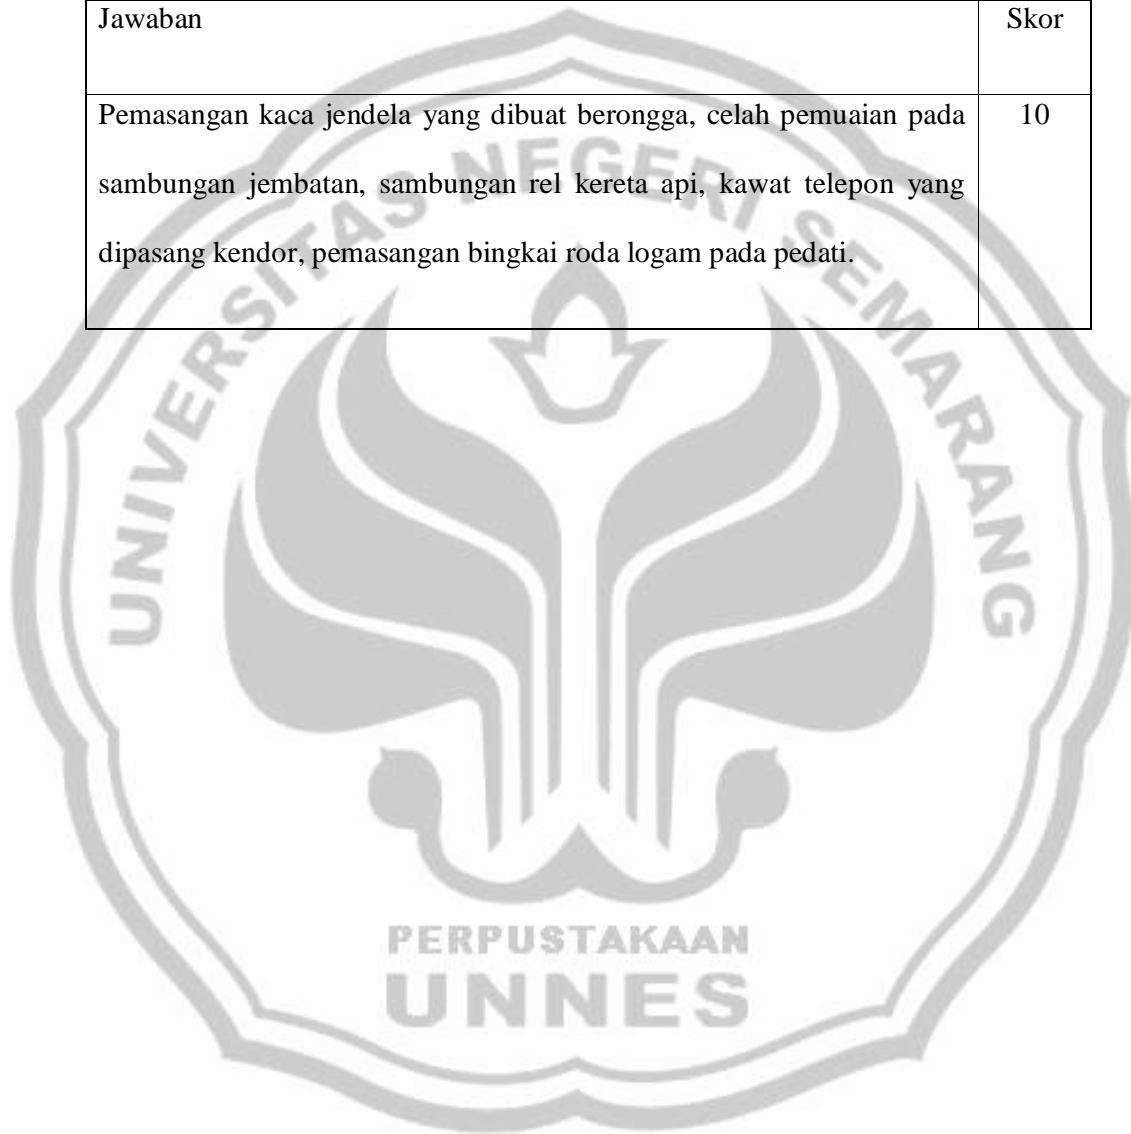 Jawaban Skor
Pemasangan kaca jendela yang dibuat berongga, celah pemuaian pada 10
sambungan jembatan, sambungan rel kereta api, kawat telepon yang
dipasang kendor, pemasangan bingkai roda logam pada pedati.
UNIVERSITAS NEGERI SEMARANG
PERPUSTAKAAN
UNNES